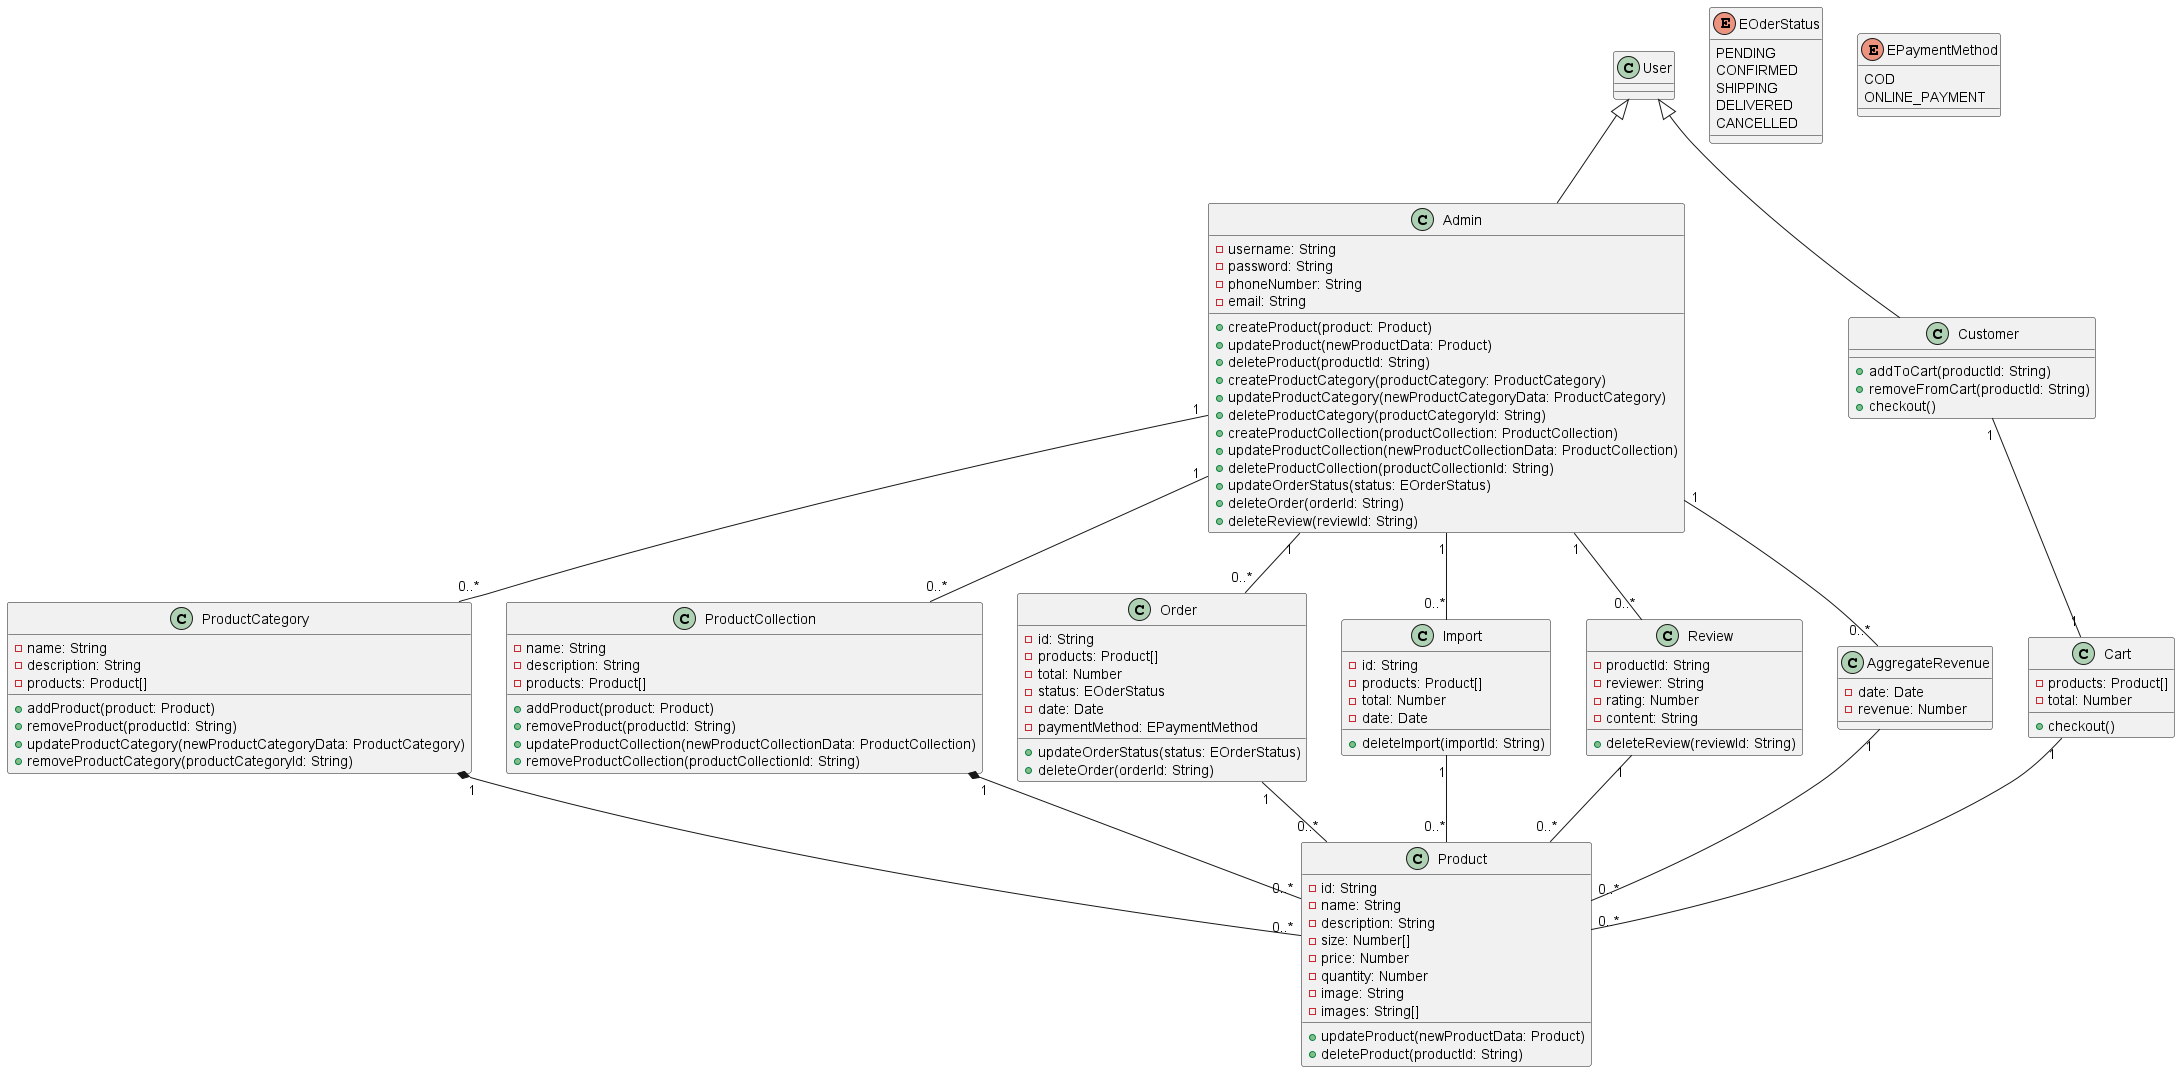 E EOderStatus
PENDING
CONFIRMED
SHIPPING
DELIVERED
CANCELLED
E EPaymentMethod
COD
ONLINE_PAYMENT
C User
C Admin
username: String
password: String
phoneNumber: String
email: String
createProduct(product: Product)
updateProduct(newProductData: Product)
deleteProduct(productId: String)
createProductCategory(productCategory: ProductCategory)
updateProductCategory(newProductCategoryData: ProductCategory)
deleteProductCategory(productCategoryId: String)
createProductCollection(productCollection: ProductCollection)
updateProductCollection(newProductCollectionData: ProductCollection)
deleteProductCollection(productCollectionId: String)
updateOrderStatus(status: EOrderStatus)
deleteOrder(orderId: String)
deleteReview(reviewId: String)
C Customer
addToCart(productId: String)
removeFromCart(productId: String)
checkout()
1
1
1
1
1
1
1
0..*
0..*
0..*
0..*
0..*
0..*
1
C ProductCategory
name: String
description: String
products: Product[]
addProduct(product: Product)
removeProduct(productId: String)
updateProductCategory(newProductCategoryData: ProductCategory)
removeProductCategory(productCategoryId: String)
C ProductCollection
name: String
description: String
products: Product[]
addProduct(product: Product)
removeProduct(productId: String)
updateProductCollection(newProductCollectionData: ProductCollection)
removeProductCollection(productCollectionId: String)
C Order
id: String
products: Product[]
total: Number
status: EOderStatus
date: Date
paymentMethod: EPaymentMethod
updateOrderStatus(status: EOrderStatus)
deleteOrder(orderId: String)
C Import
id: String
products: Product[]
total: Number
date: Date
deleteImport(importId: String)
C Review
productId: String
reviewer: String
rating: Number
content: String
deleteReview(reviewId: String)
C AggregateRevenue
date: Date
revenue: Number
C Cart
products: Product[]
total: Number
checkout()
1
1
1
1
1
1
1
0..*
0..*
0..*
0..*
0..*
0..*
0..*
C Product
id: String
name: String
description: String
size: Number[]
price: Number
quantity: Number
image: String
images: String[]
updateProduct(newProductData: Product)
deleteProduct(productId: String)